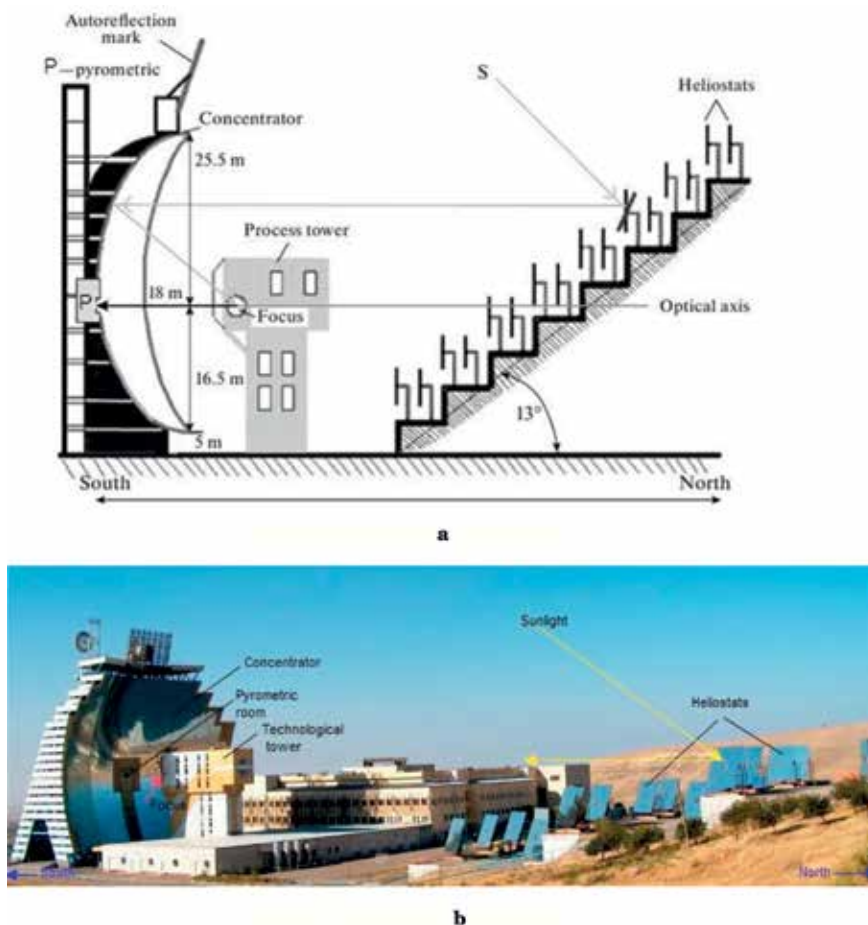 Autoreflection
mark
P—pyrometric
S
Heliostats
Concentrator
25.5 m
Process tower
18 m
P
Optical axis
Focus
16.5 m
13°
5 m
South
North
a
Sunlight
Concentrator
Pyrometric
room
Heliostats
Technological
tower
Focus
South
North
b